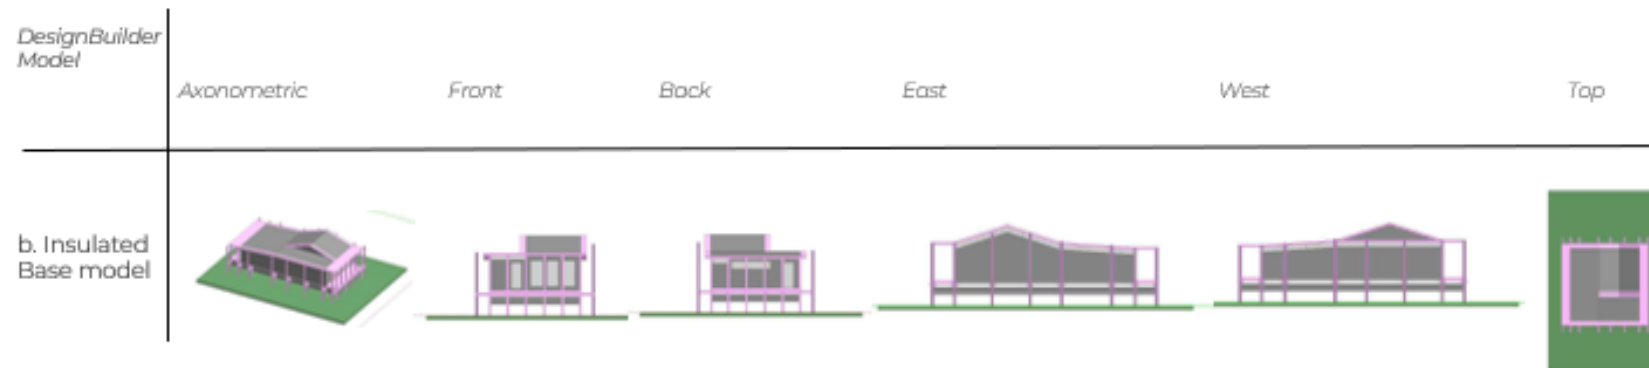 DesignBuilder
Model
Axonometric Front Back East West Top
b. Insulated
Base model